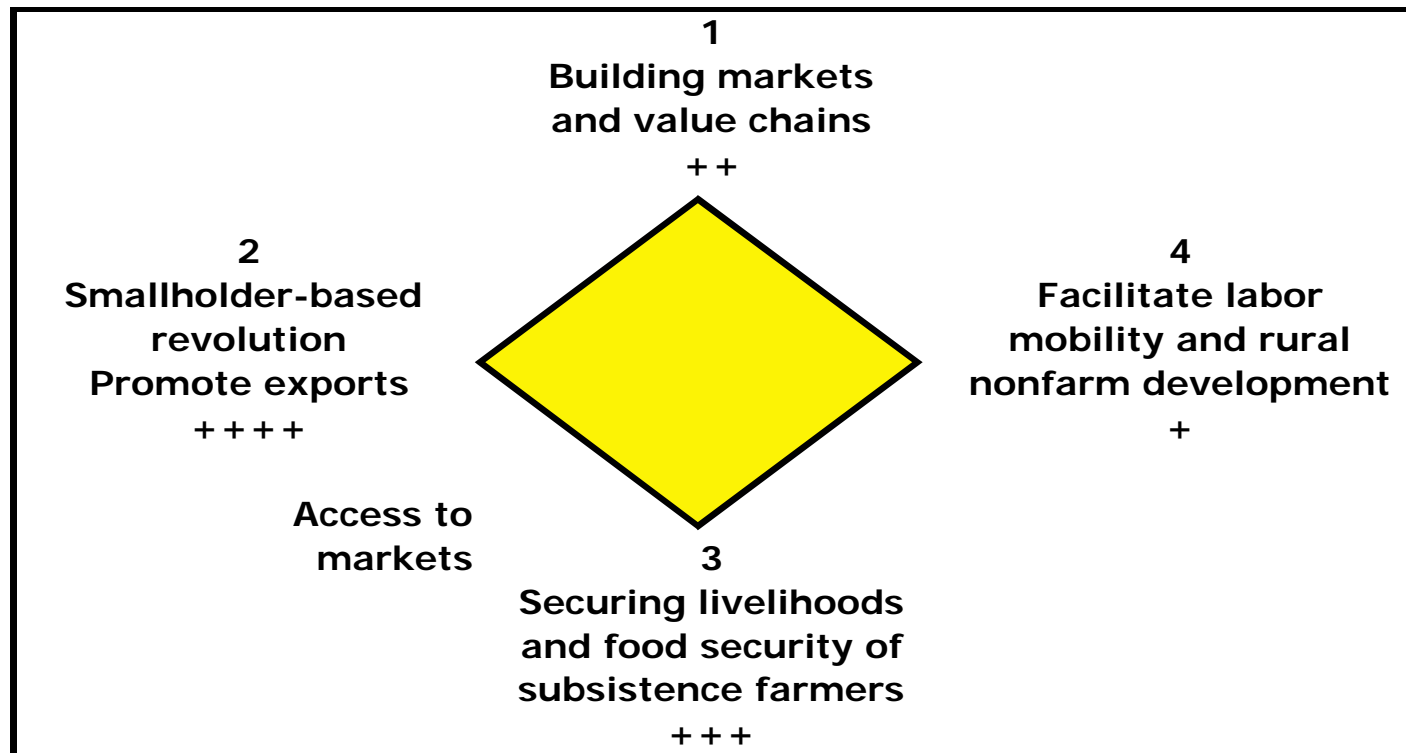 1
Building markets
and value chains
++
2
Smallholder-based
revolution
Promote exports
++++
4
Facilitate labor
mobility and rural
nonfarm development
+
Access to
markets
3
Securing livelihoods
and food security of
subsistence farmers
+++